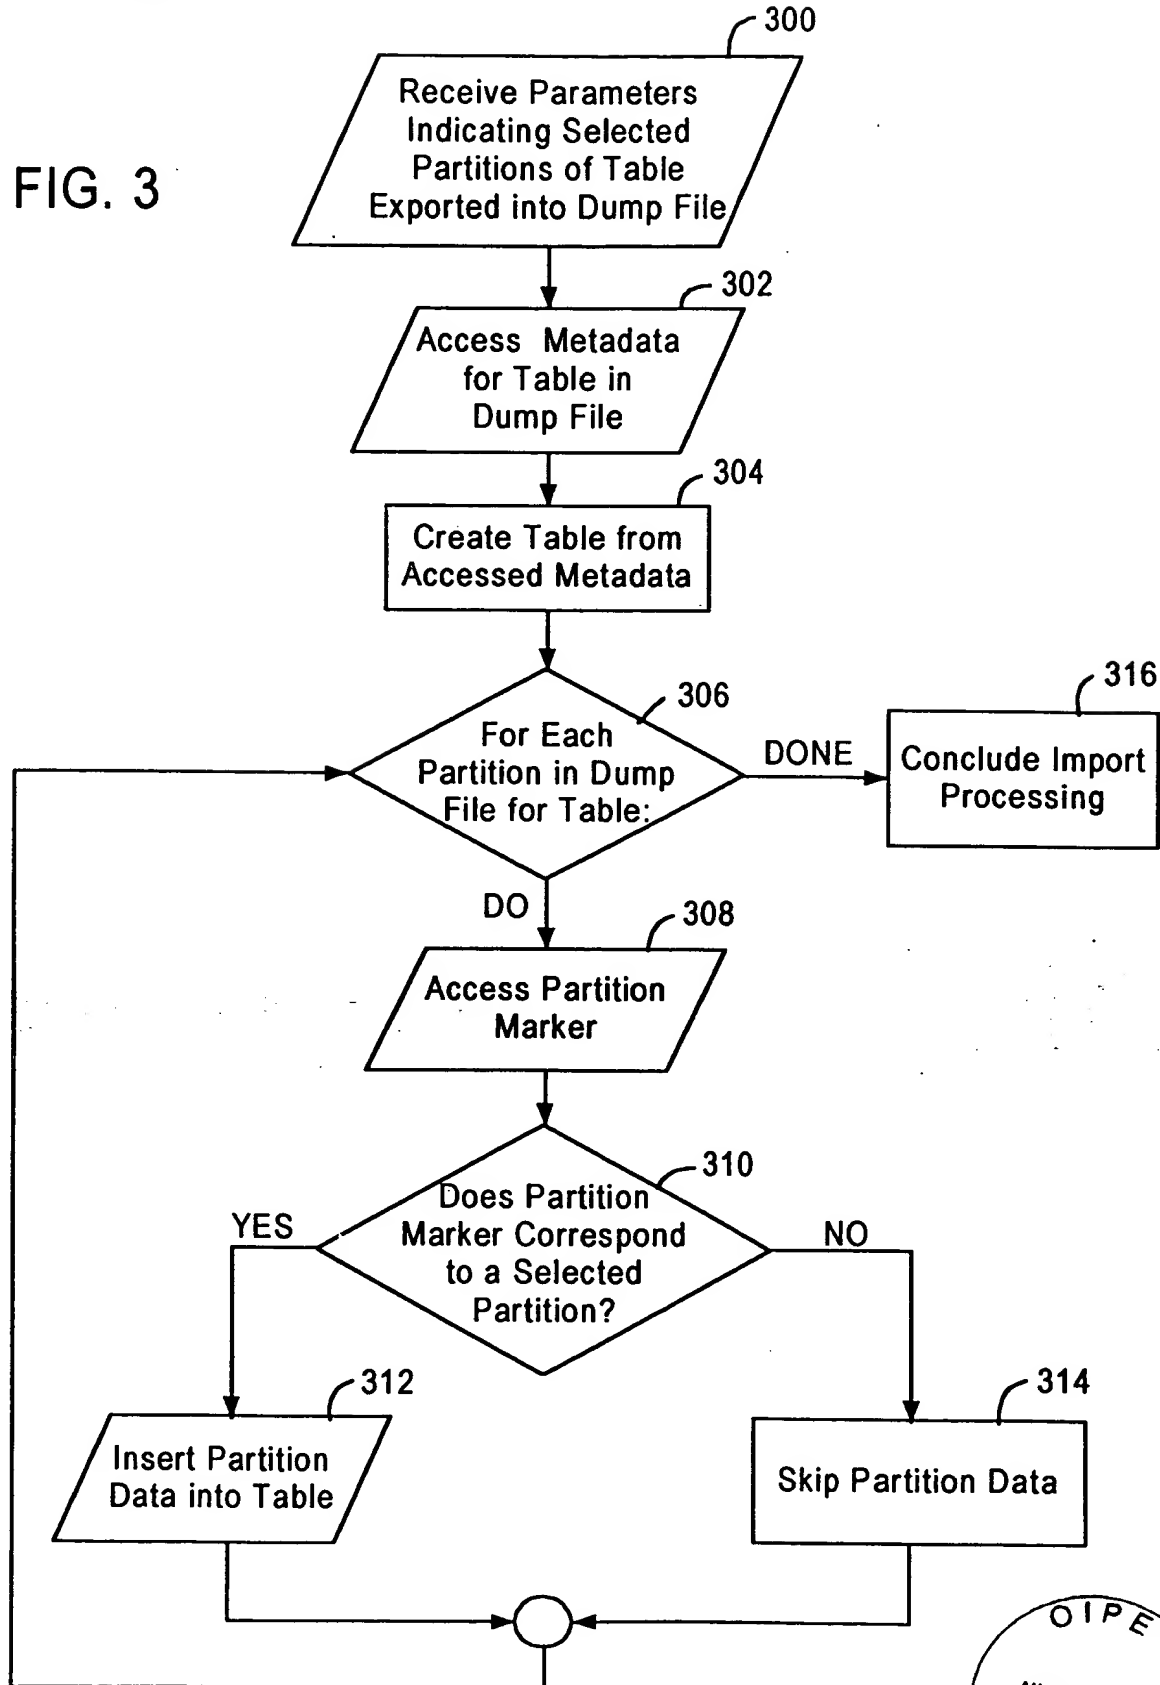 300
Receive Parameters
Indicating Selected
Partitions of Table
Exported into Dump File
FIG. 3
302
Access Metadata
for Table in
Dump File
304
Create Table from
Accessed Metadata
306
For Each
Partition in Dump
File for Table:
DONE
316
Conclude Import
Processing
DO
308
Access Partition
Marker
310
Does Partition
Marker Correspond
to a Selected
Partition?
YES
NO
312
Insert Partition
Data into Table
314
Skip Partition Data
OIPE